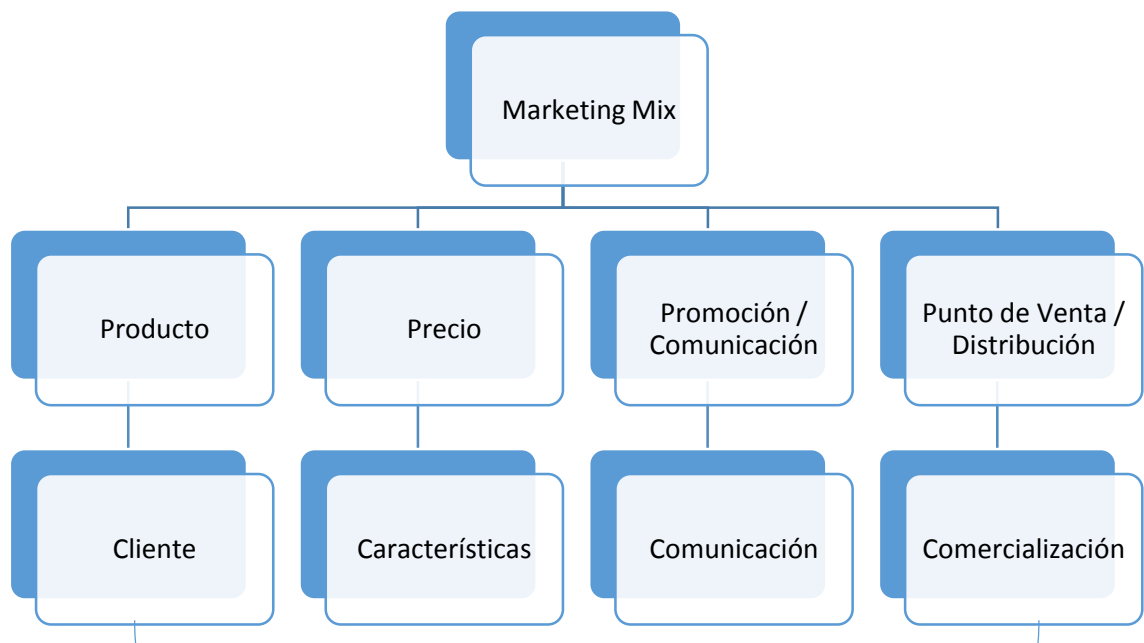 Marketing Mix
Producto
Precio
Promoción /
Comunicación
Punto de Venta /
Distribución
Cliente
Características
Comunicación
Comercialización